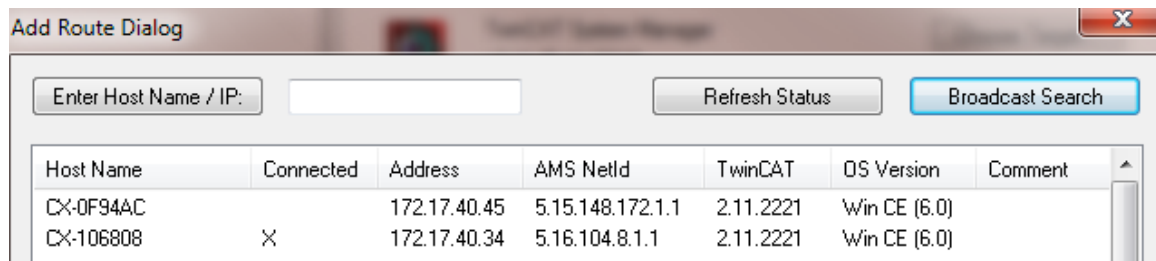 Add Route Dialog
Enter Host Name / IP: Refresh Status Broadcast Search
Host Name Connected Address AMS NetId TwinCAT OS Version Comment
CX-0F94AC 172.17.40.45 5.15.148.172.1.1 2.11.2221 Win CE (6.0)
CX-106808 X 172.17.40.34 5.16.104.8.1.1 2.11.2221 Win CE (6.0)